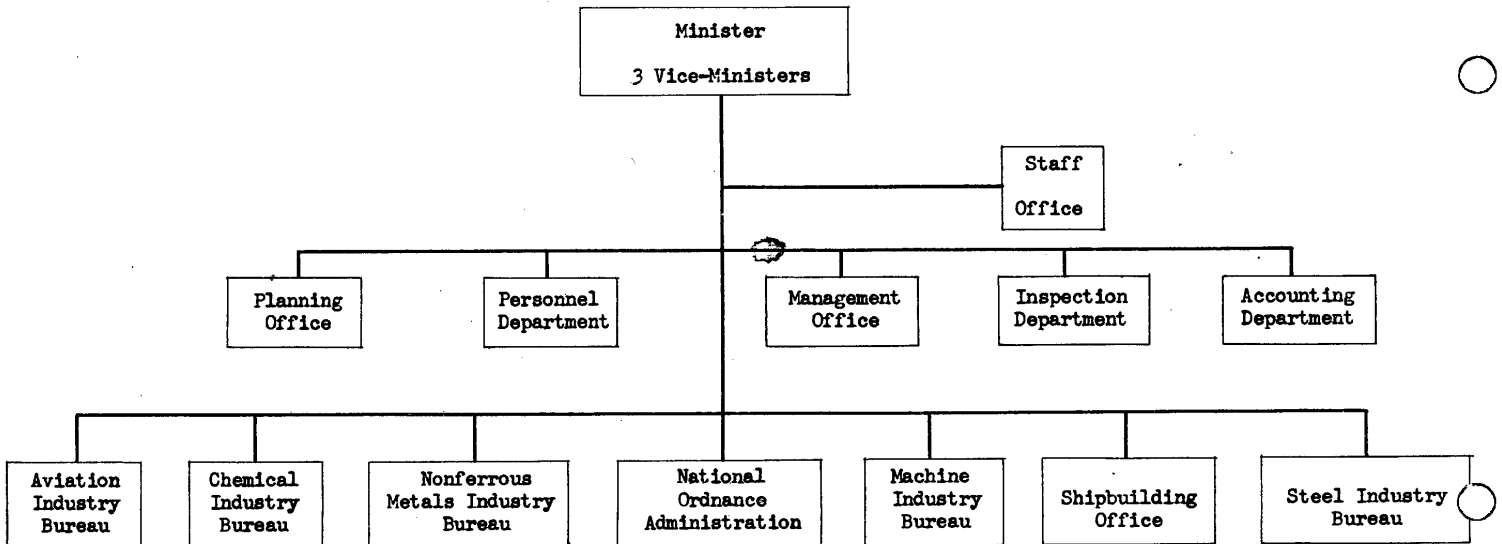 Minister
3 Vice-Ministers
Staff
Office
Planning
Office
Personnel
Department
Management
Office
Inspection
Department
Accounting
Department
Aviation
Industry
Bureau
Chemical
Industry
Bureau
Nonferrous
Metals Industry
Bureau
National
Ordnance
Administration
Machine
Industry
Bureau
Shipbuilding
Office
Steel Industry
Bureau